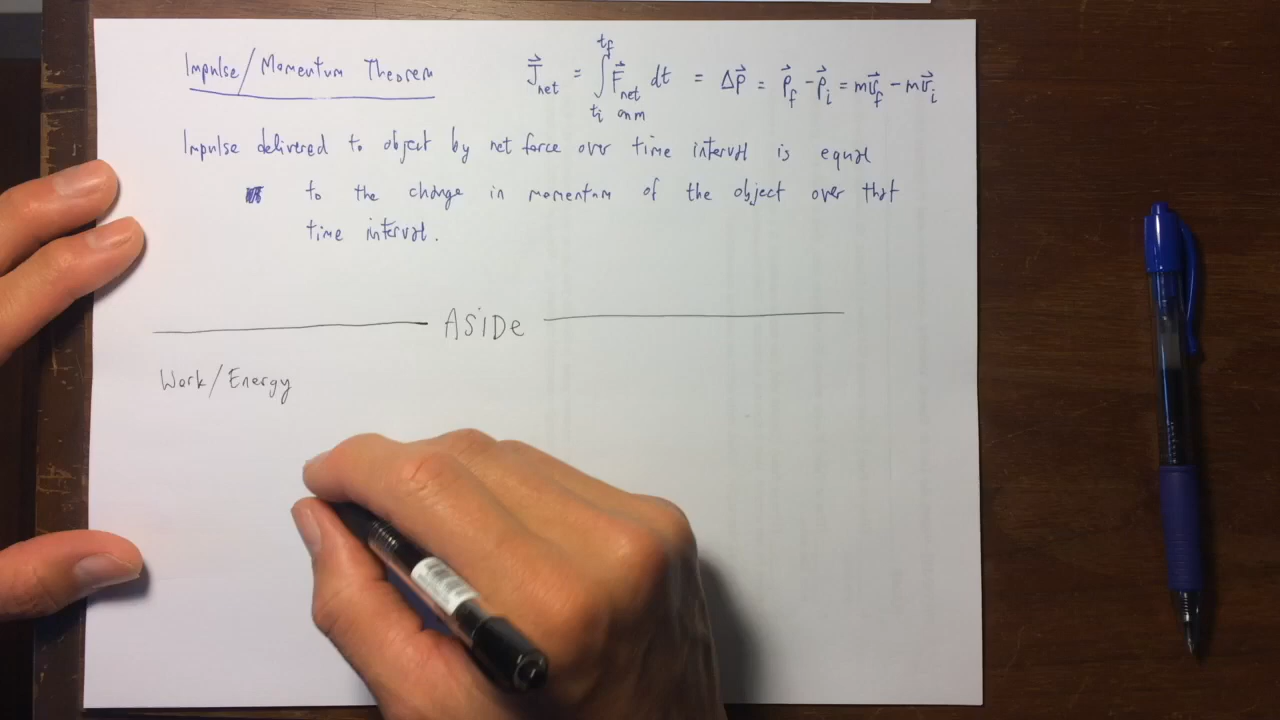 Impulse/Momentum Theorem
J⃗net = ∫ti^tf F⃗net on m dt = Δp⃗ = p⃗f − p⃗i = mv⃗f − mv⃗i
Impulse delivered to object by net force over time interval is equal
to the change in momentum of the object over that
time interval.
ASIDe
Work/Energy